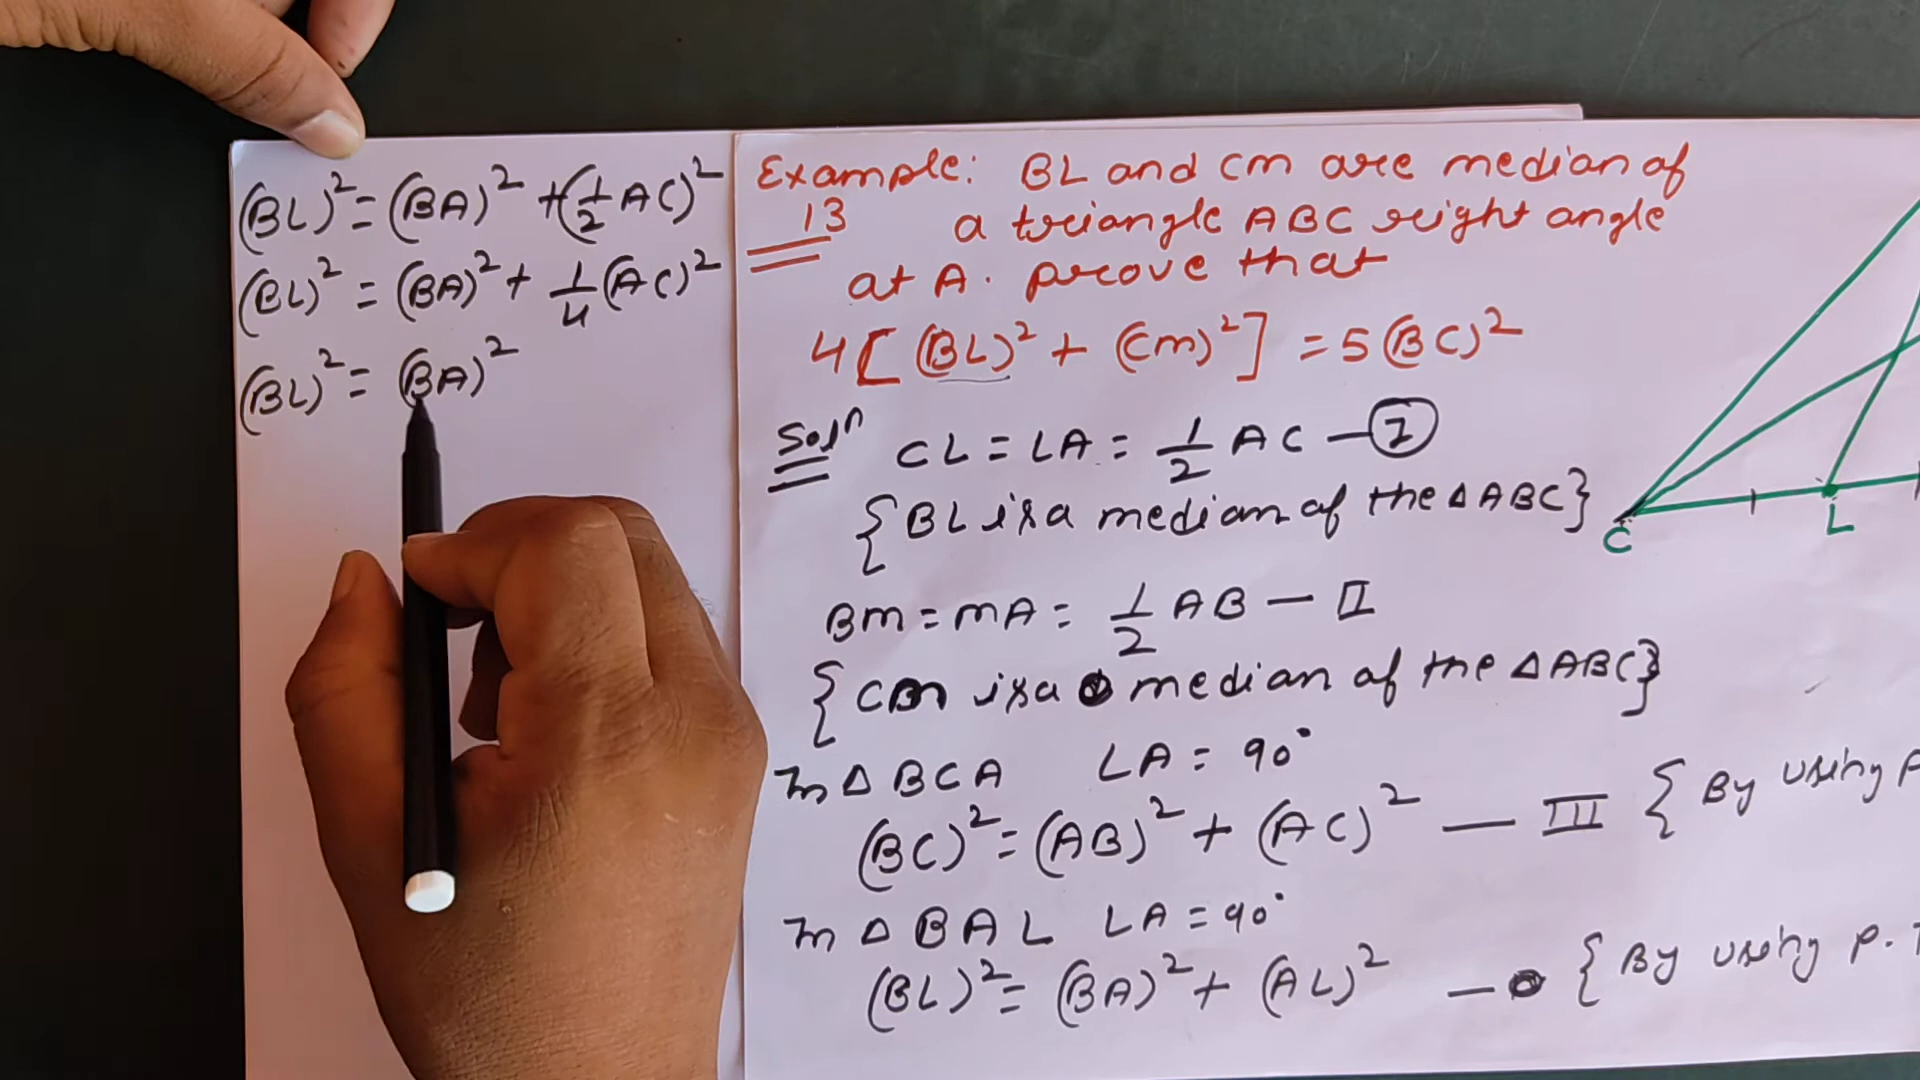 (BL)² = (BA)² + (1/2 AC)²
(BL)² = (BA)² + 1/4 (AC)²
(BL)² = (BA)²
Example: BL and Cm are median of
13 a triangle ABC right angle
at A. prove that
4[(BL)² + (Cm)²] = 5(BC)²
Solⁿ CL = LA = 1/2 AC — I
{BL is a median of the ΔABC}
Bm = mA = 1/2 AB — II
{Cm is a median of the ΔABC}
In Δ BCA ∠A = 90°
(BC)² = (AB)² + (AC)² — III {By using P
In Δ BAL ∠A = 90°
(BL)² = (BA)² + (AL)² — {By using P.T
C
L